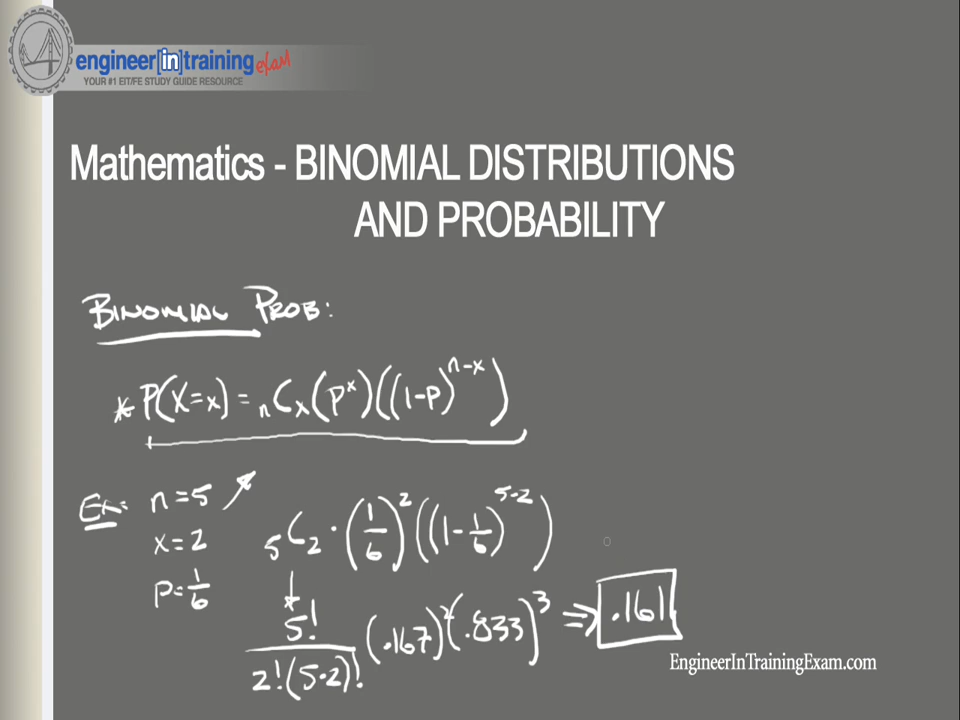 engineer[in]training exam
YOUR #1 EIT/FE STUDY GUIDE RESOURCE
Mathematics - BINOMIAL DISTRIBUTIONS
AND PROBABILITY
BINOMIAL PROB:
* P(X=x) = nCx(p^x)((1-p)^n-x)
Ex: n=5
x=2
p=1/6
5C2 · (1/6)^2((1-1/6)^5-2)
5!/2!(5-2)! (.167)^2(.833)^3 ⇒ .161
EngineerInTrainingExam.com